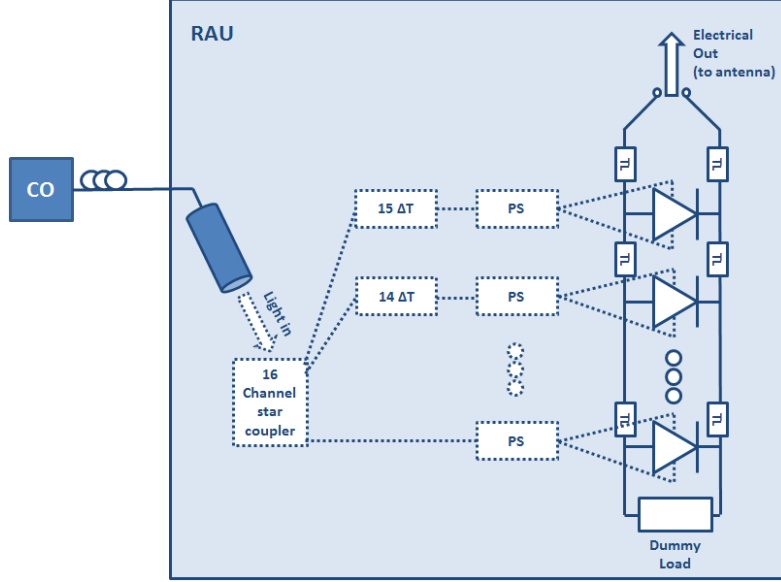 RAU
Electrical
Out
(to antenna)
CO
TL
TL
15 ΔT
PS
TL
TL
14 ΔT
PS
Light in
16
Channel
star
coupler
TL
TL
PS
Dummy
Load